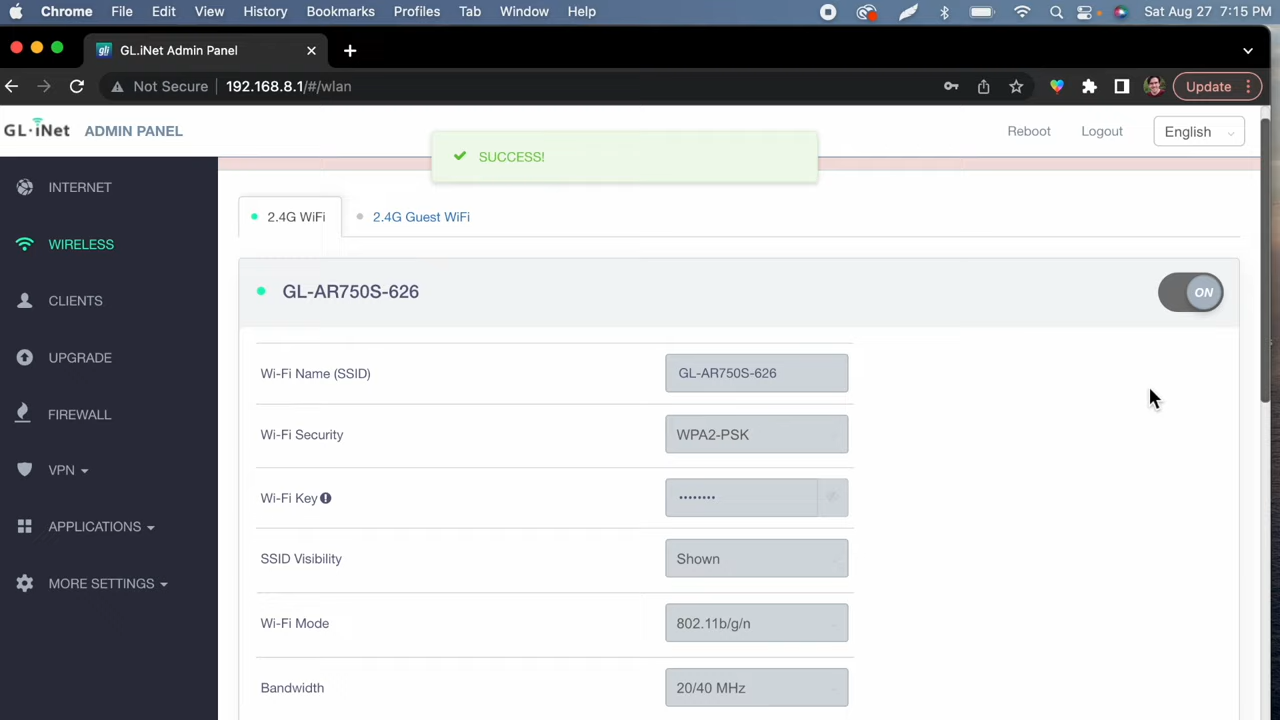 Chrome File Edit View History Bookmarks Profiles Tab Window Help Sat Aug 27 7:15 PM
GL.iNet Admin Panel
Not Secure 192.168.8.1/#/wlan Update
GL·iNet ADMIN PANEL Reboot Logout English
SUCCESS!
INTERNET
WIRELESS
CLIENTS
UPGRADE
FIREWALL
VPN
APPLICATIONS
MORE SETTINGS
2.4G WiFi 2.4G Guest WiFi
GL-AR750S-626 ON
Wi-Fi Name (SSID) GL-AR750S-626
Wi-Fi Security WPA2-PSK
Wi-Fi Key ••••••••
SSID Visibility Shown
Wi-Fi Mode 802.11b/g/n
Bandwidth 20/40 MHz